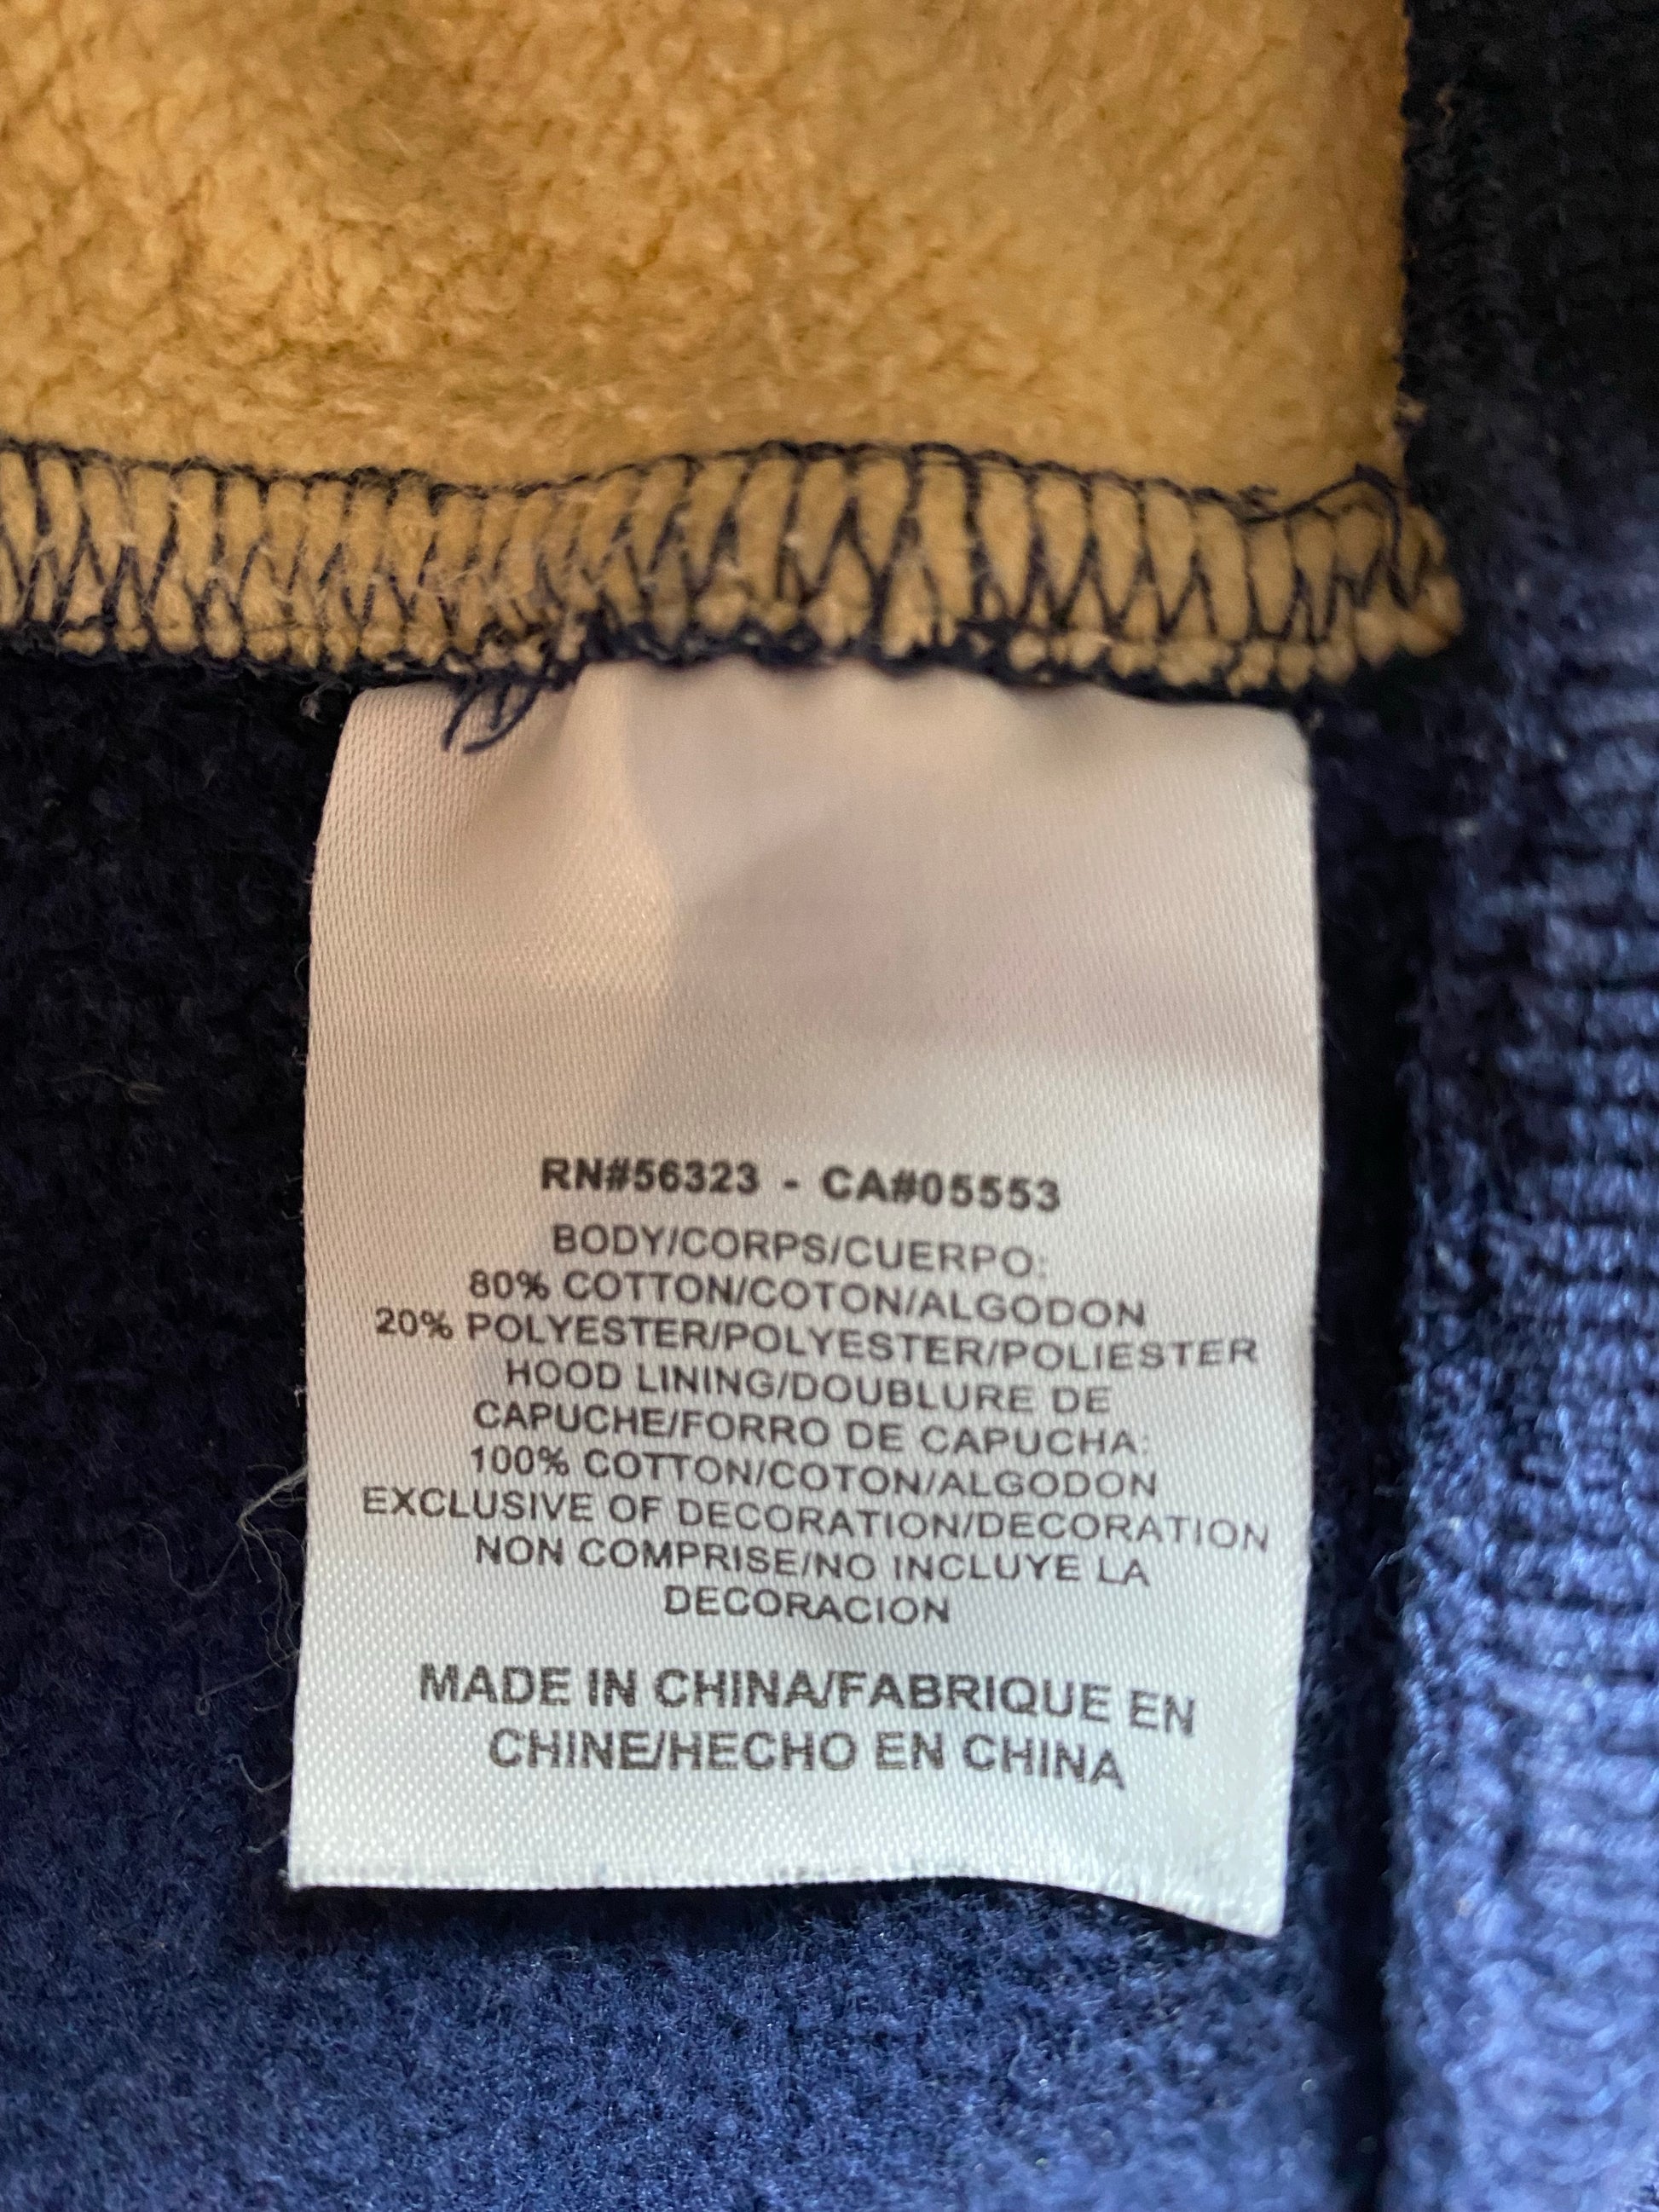 RN#56323 - CA#05553
BODY/CORPS/CUERPO:
80% COTTON/COTON/ALGODON
20% POLYESTER/POLYESTER/POLIESTER
HOOD LINING/DOUBLURE DE
CAPUCHE/FORRO DE CAPUCHA:
100% COTTON/COTON/ALGODON
EXCLUSIVE OF DECORATION/DECORATION
NON COMPRISE/NO INCLUYE LA
DECORACION
MADE IN CHINA/FABRIQUE EN
CHINE/HECHO EN CHINA